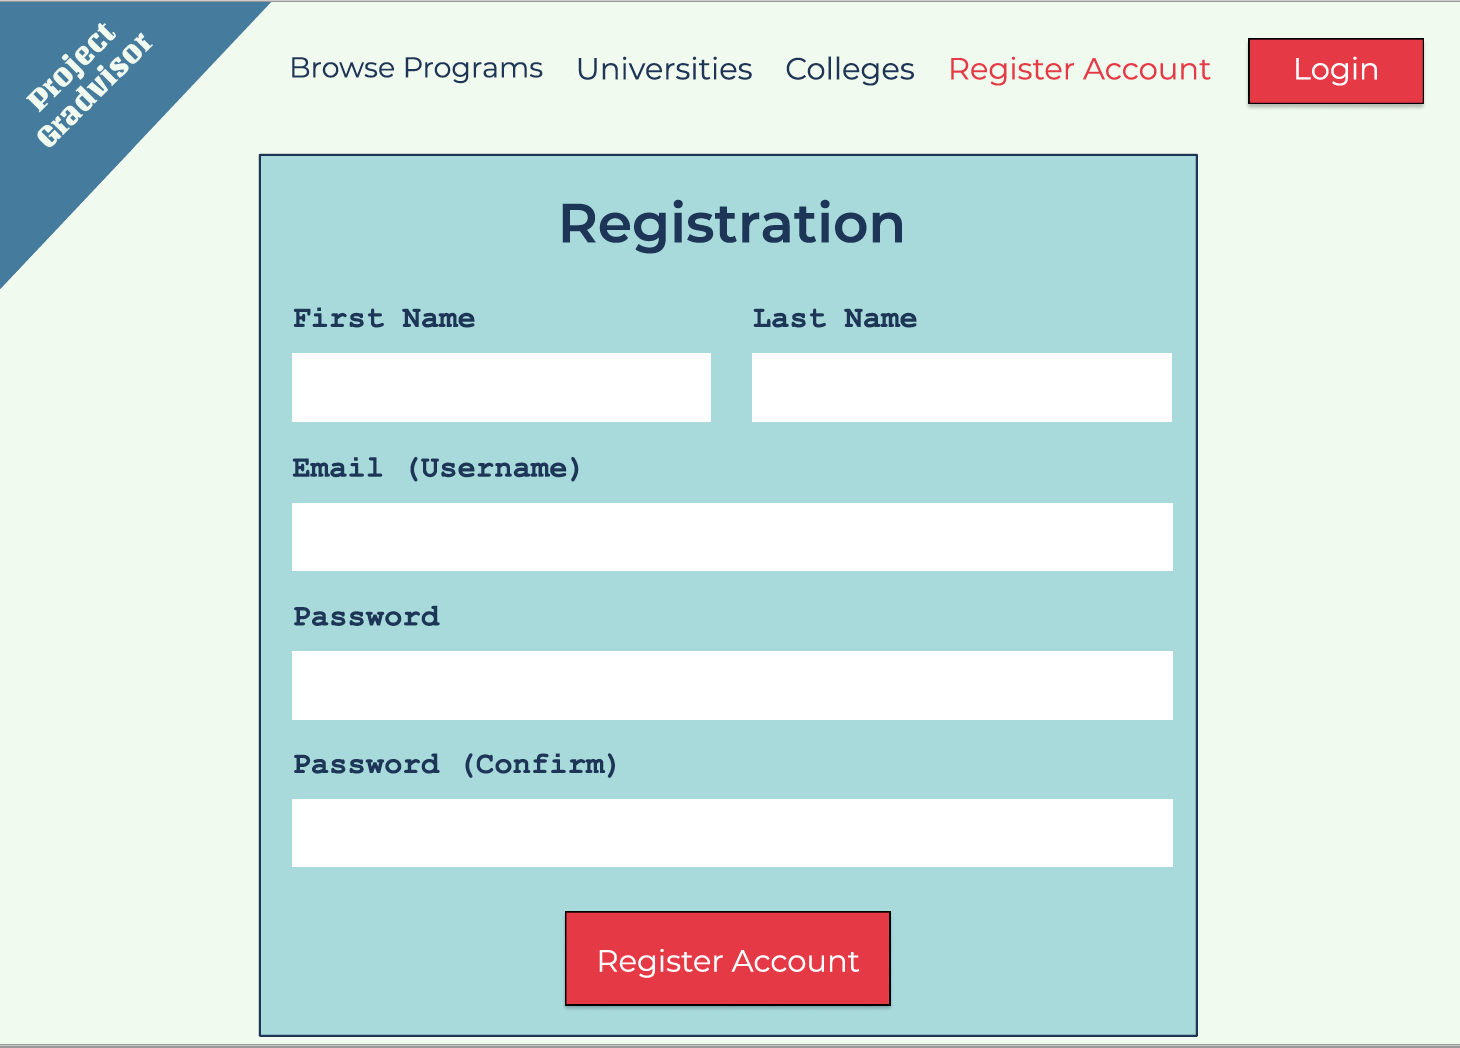 Project
Gradvisor
Browse Programs Universities Colleges Register Account Login
Registration
First Name Last Name
Email (Username)
Password
Password (Confirm)
Register Account